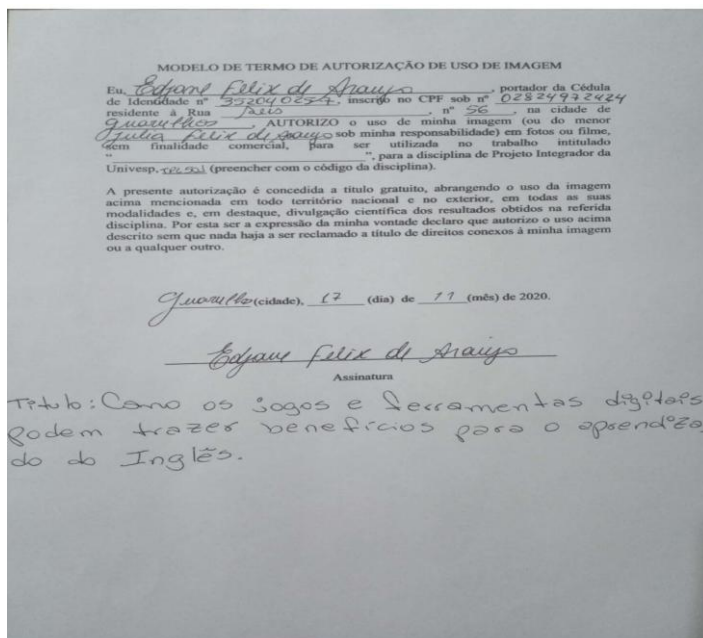 MODELO DE TERMO DE AUTORIZAÇÃO DE USO DE IMAGEM
Eu, Edjane Felix de Araujo, portador da Cédula
de Identidade nº 352040254, inscrito no CPF sob nº 02824972424
residente à Rua, nº 56, na cidade de
Guarulhos AUTORIZO o uso de minha imagem (ou do menor
Julia Felix de Araujo sob minha responsabilidade) em fotos ou filme,
sem finalidade comercial, para ser utilizada no trabalho intitulado
"", para a disciplina de Projeto Integrador da
Univesp, (preencher com o código da disciplina).
A presente autorização é concedida a título gratuito, abrangendo o uso da imagem
acima mencionada em todo território nacional e no exterior, em todas as suas
modalidades e, em destaque, divulgação científica dos resultados obtidos na referida
disciplina. Por esta ser a expressão da minha vontade declaro que autorizo o uso acima
descrito sem que nada haja a ser reclamado a título de direitos conexos à minha imagem
ou a qualquer outro.
Guarulhos (cidade), 17 (dia) de 11 (mês) de 2020.
Edjane Felix de Araujo
Assinatura
Título: Como os jogos e ferramentas digitais
podem trazer benefícios para o aprendiza
do do Inglês.